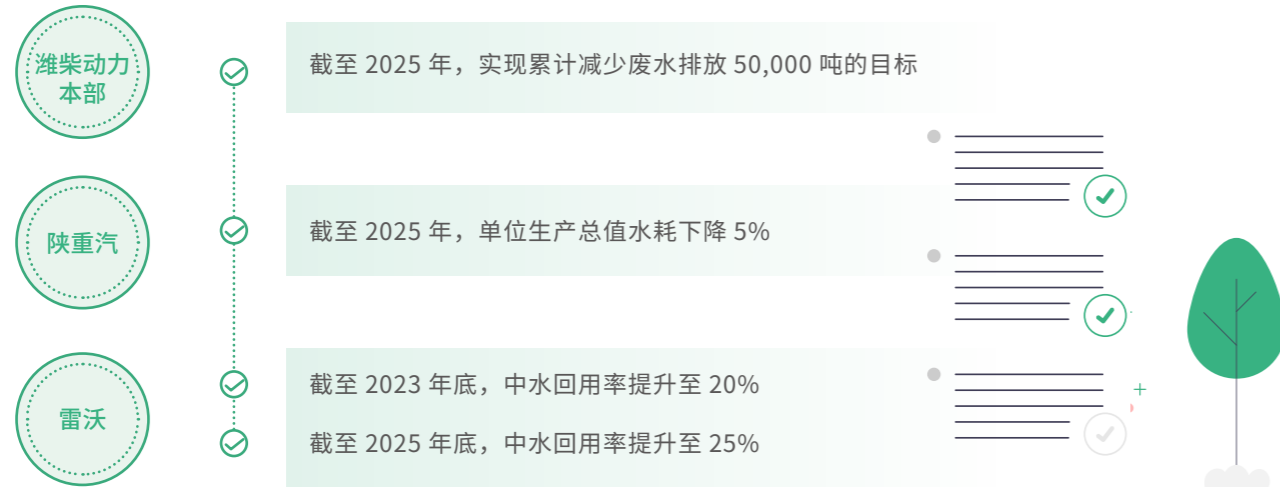 潍柴动力
本部
截至 2025 年，实现累计减少废水排放 50,000 吨的目标
陕重汽
截至 2025 年，单位生产总值水耗下降 5%
雷沃
截至 2023 年底，中水回用率提升至 20%
截至 2025 年底，中水回用率提升至 25%